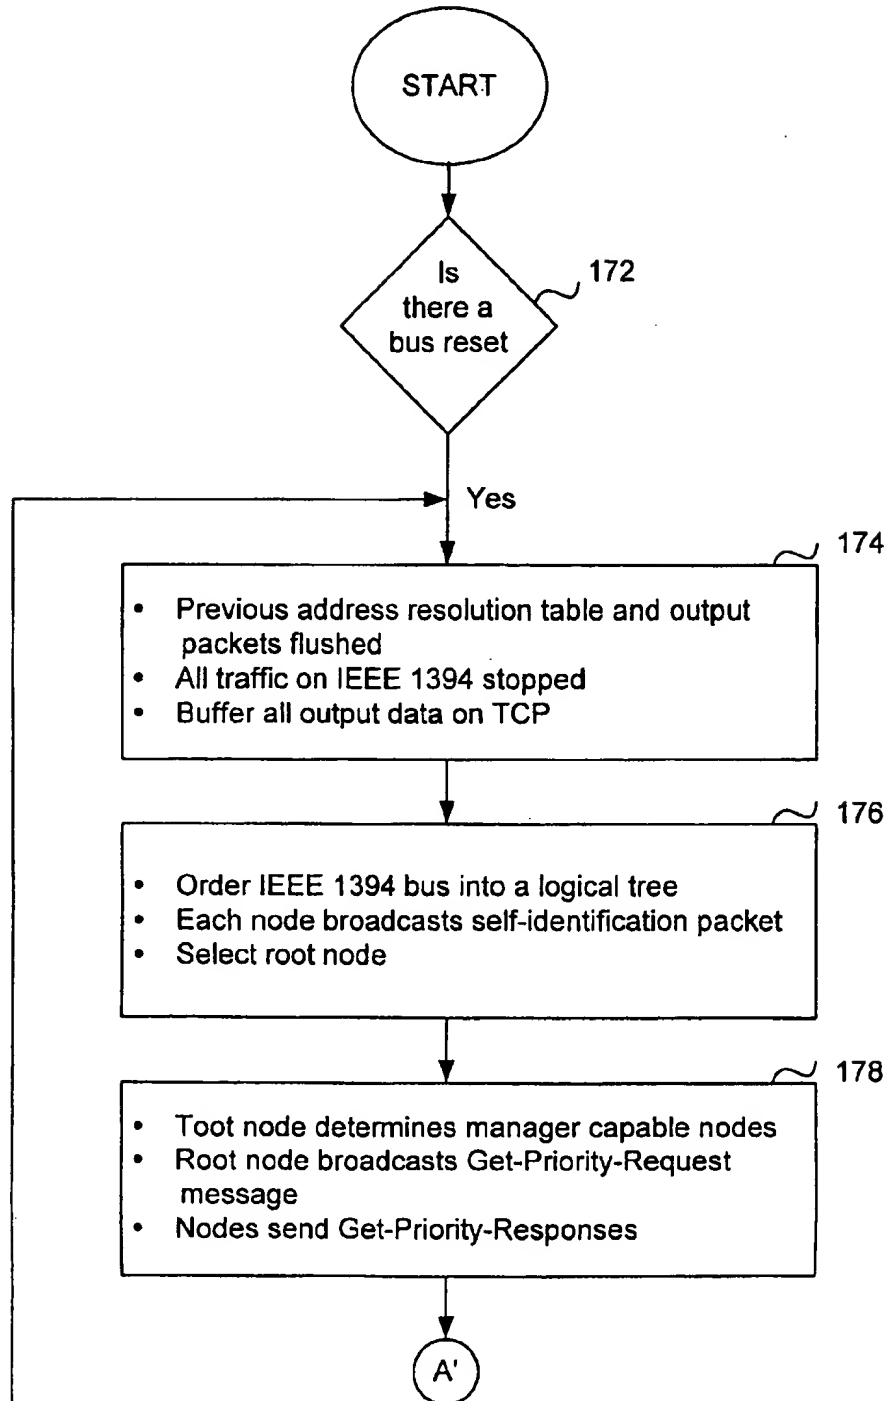 START
Is
there a
bus reset
172
Yes
174
• Previous address resolution table and output
packets flushed
• All traffic on IEEE 1394 stopped
• Buffer all output data on TCP
176
• Order IEEE 1394 bus into a logical tree
• Each node broadcasts self-identification packet
• Select root node
178
• Toot node determines manager capable nodes
• Root node broadcasts Get-Priority-Request
message
• Nodes send Get-Priority-Responses
A'